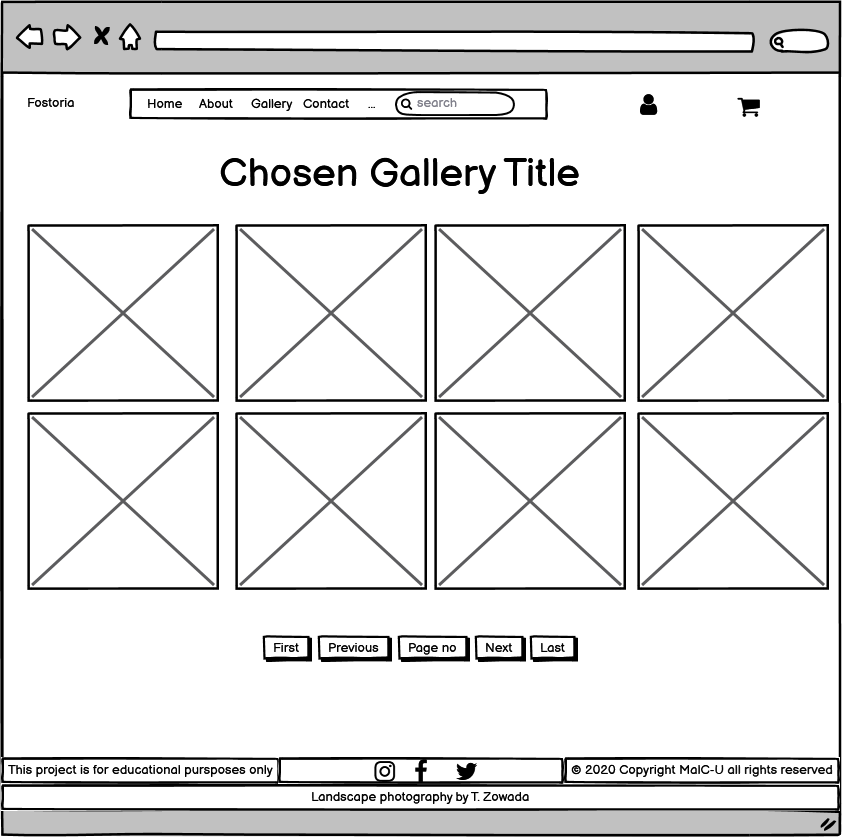 Fostoria
Home About Gallery Contact ... search
Chosen Gallery Title
First Previous Page no Next Last
This project is for educational pursposes only
© 2020 Copyright MalC-U all rights reserved
Landscape photography by T. Zowada